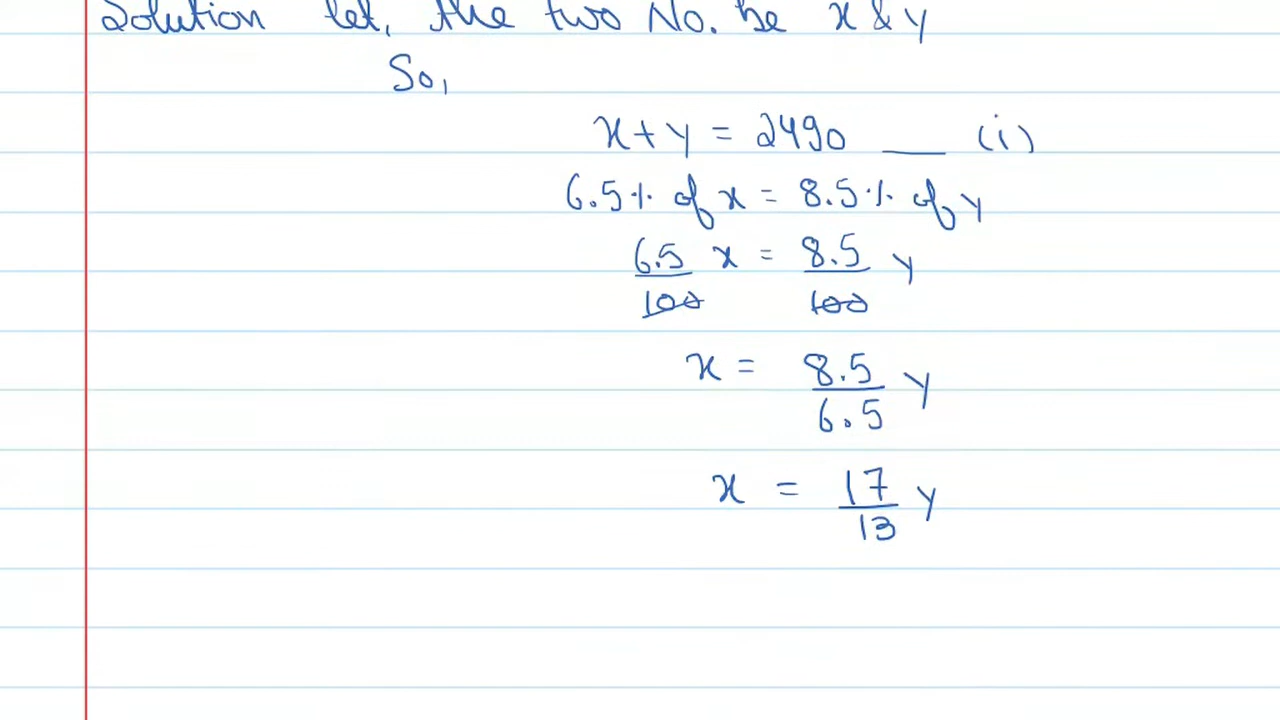 Solution let, the two No. be x & y
So,
x + y = 2490 ___ (i)
6.5% of x = 8.5% of y
6.5/100 x = 8.5/100 y
x = 8.5/6.5 y
x = 17/13 y